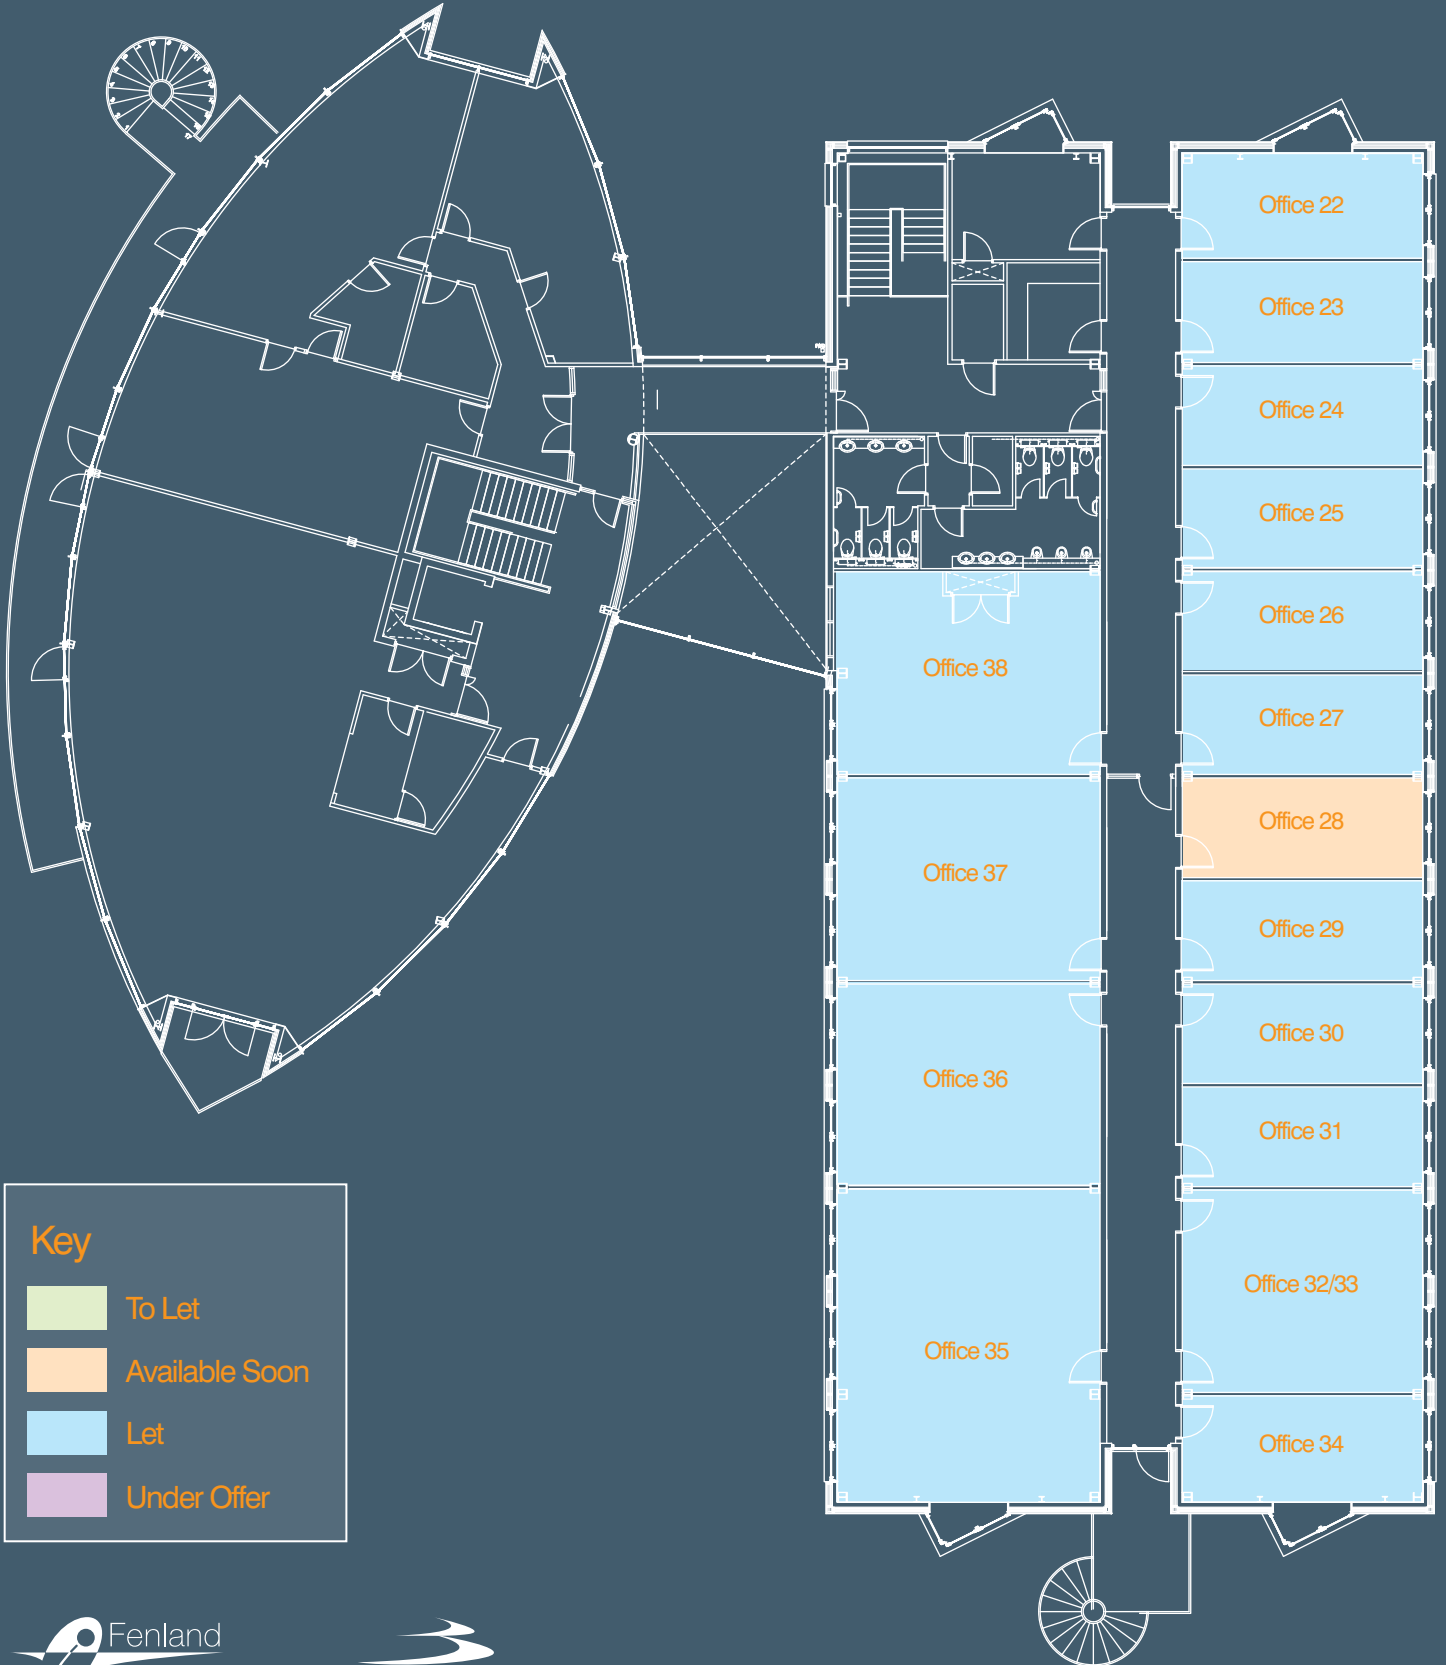 Office 22
Office 23
Office 24
Office 25
Office 26
Office 38
Office 27
Office 28
Office 37
Office 29
Office 30
Office 36
Office 31
Office 32/33
Office 35
Office 34
Key
To Let
Available Soon
Let
Under Offer
Fenland